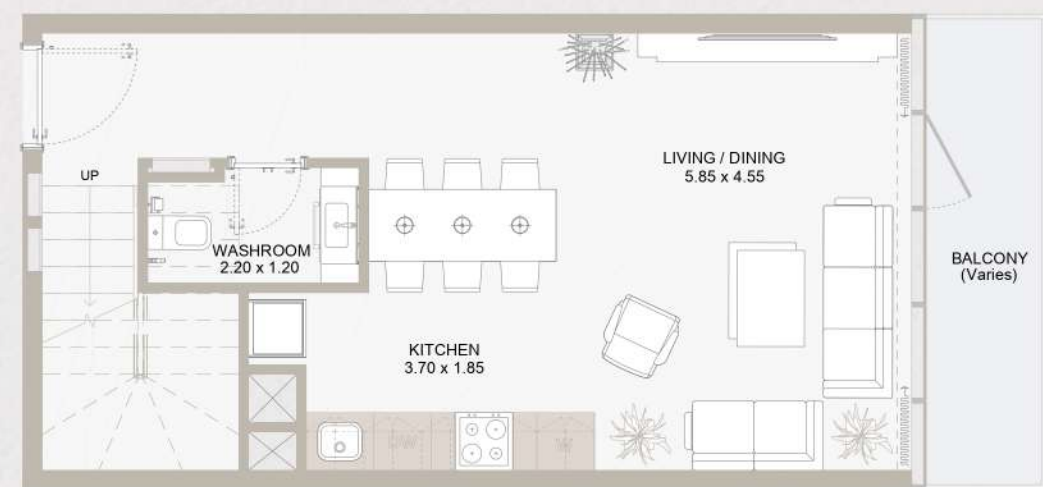 UP
LIVING / DINING
5.85 x 4.55
WASHROOM
2.20 x 1.20
BALCONY
(Varies)
KITCHEN
3.70 x 1.85
DW
W